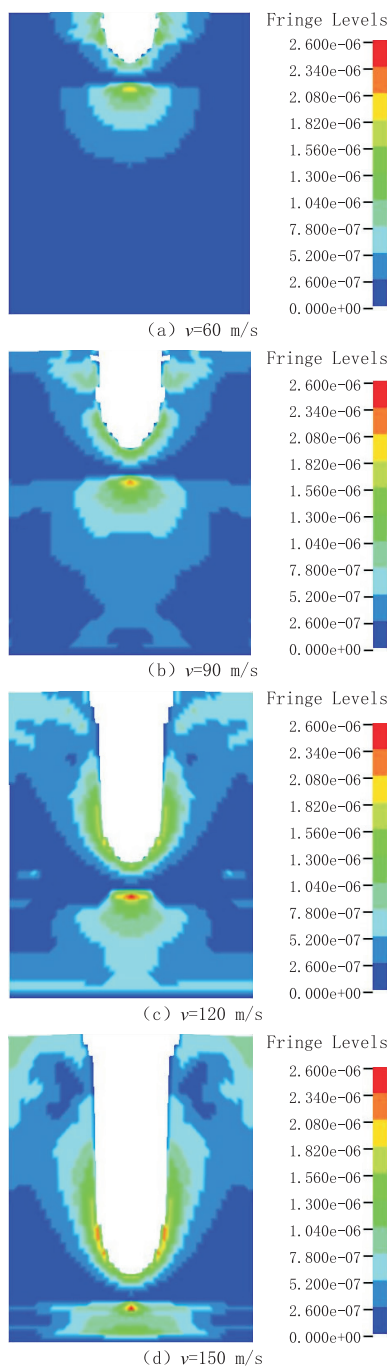 Fringe Levels
2.600e-06
2.340e-06
2.080e-06
1.820e-06
1.560e-06
1.300e-06
1.040e-06
7.800e-07
5.200e-07
2.600e-07
0.000e+00
(a) v=60 m/s
Fringe Levels
2.600e-06
2.340e-06
2.080e-06
1.820e-06
1.560e-06
1.300e-06
1.040e-06
7.800e-07
5.200e-07
2.600e-07
0.000e+00
(b) v=90 m/s
Fringe Levels
2.600e-06
2.340e-06
2.080e-06
1.820e-06
1.560e-06
1.300e-06
1.040e-06
7.800e-07
5.200e-07
2.600e-07
0.000e+00
(c) v=120 m/s
Fringe Levels
2.600e-06
2.340e-06
2.080e-06
1.820e-06
1.560e-06
1.300e-06
1.040e-06
7.800e-07
5.200e-07
2.600e-07
0.000e+00
(d) v=150 m/s